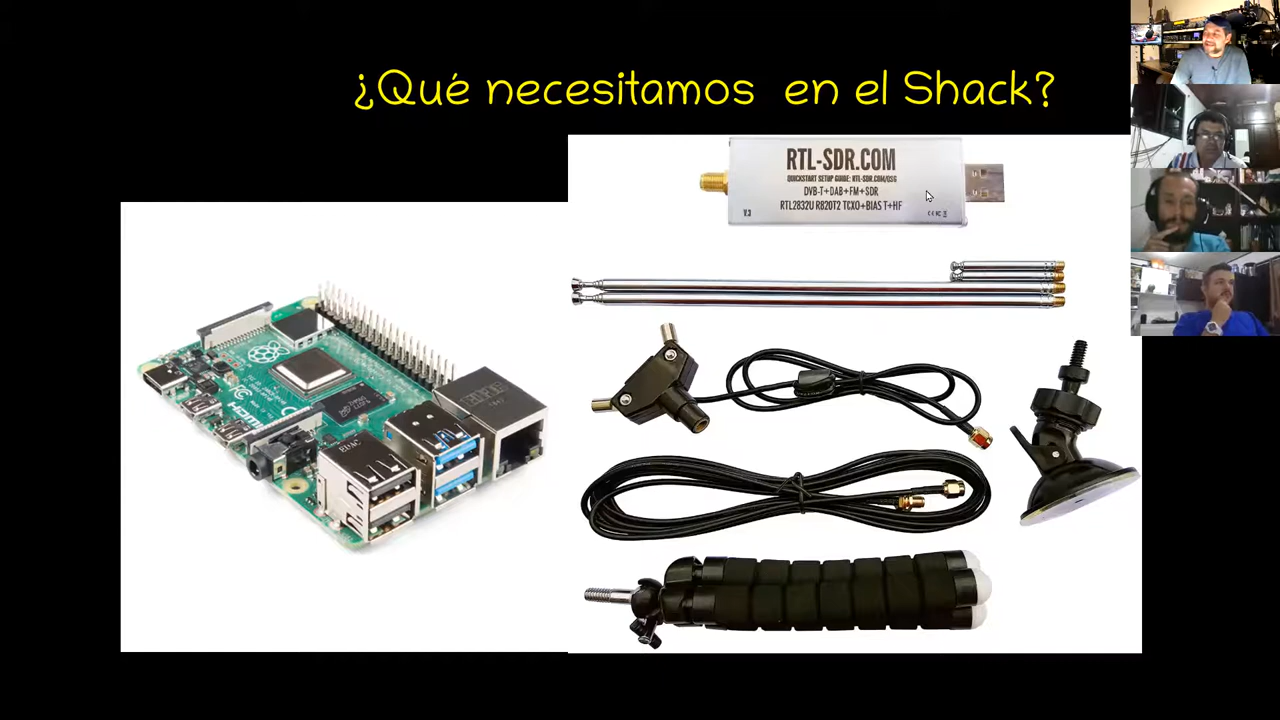 ¿Qué necesitamos en el Shack?
RTL-SDR.COM
QUICKSTART SETUP GUIDE: RTL-SDR.COM/QSG
DVB-T+DAB+FM+SDR
RTL2832U R820T2 TCXO+BIAS T+HF
V.3